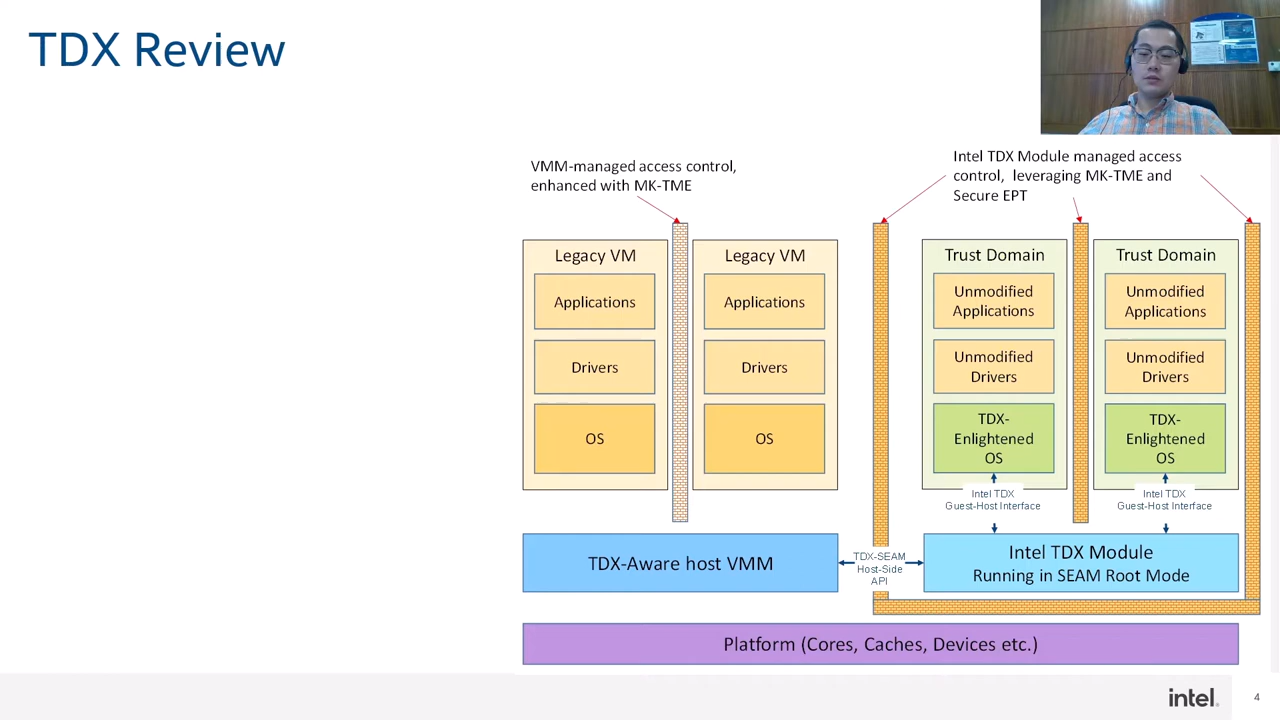 TDX Review
VMM-managed access control,
enhanced with MK-TME
Intel TDX Module managed access
control, leveraging MK-TME and
Secure EPT
Legacy VM
Applications
Drivers
OS
Legacy VM
Applications
Drivers
OS
Trust Domain
Unmodified
Applications
Unmodified
Drivers
TDX-
Enlightened
OS
Trust Domain
Unmodified
Applications
Unmodified
Drivers
TDX-
Enlightened
OS
Intel TDX
Guest-Host Interface
Intel TDX
Guest-Host Interface
TDX-Aware host VMM
TDX-SEAM
Host-Side
API
Intel TDX Module
Running in SEAM Root Mode
Platform (Cores, Caches, Devices etc.)
intel.
4